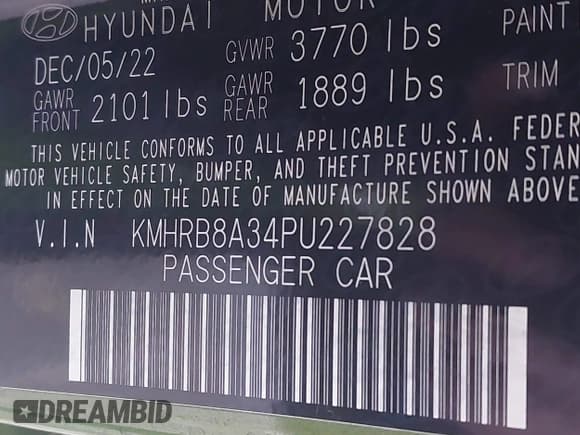 HYUNDAI MOTOR
DEC/05/22 GVWR 3770 lbs PAINT
GAWR FRONT 2101 lbs GAWR REAR 1889 lbs TRIM
THIS VEHICLE CONFORMS TO ALL APPLICABLE U.S.A. FEDER
MOTOR VEHICLE SAFETY, BUMPER, AND THEFT PREVENTION STAN
IN EFFECT ON THE DATE OF MANUFACTURE SHOWN ABOVE
V.I.N KMHRB8A34PU227828
PASSENGER CAR
DREAMBID